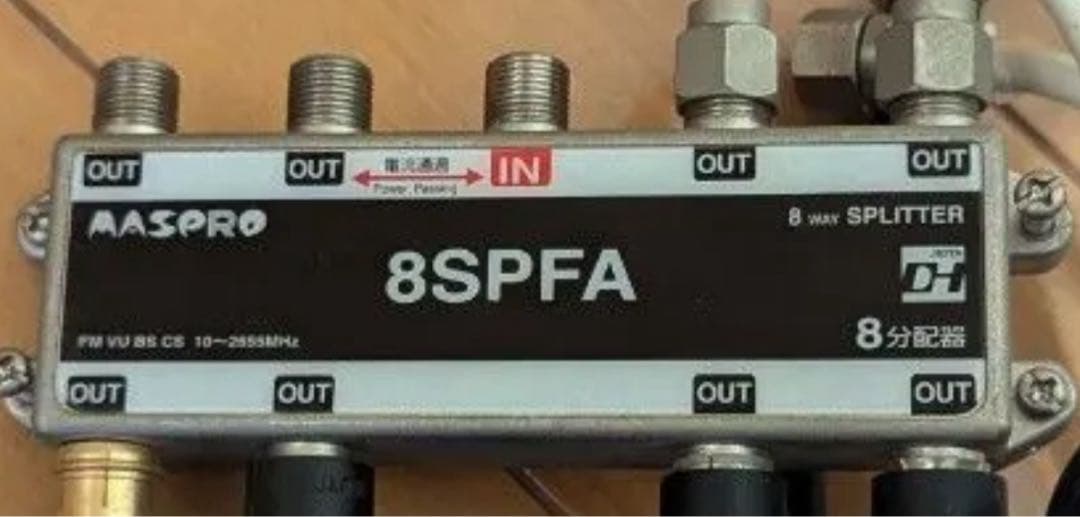 OUT OUT 電流通過 IN OUT OUT
Power Passing
MASPRO
8 WAY SPLITTER
8SPFA
DH
FM VU BS CS 10～2655MHz
8分配器
OUT OUT OUT OUT